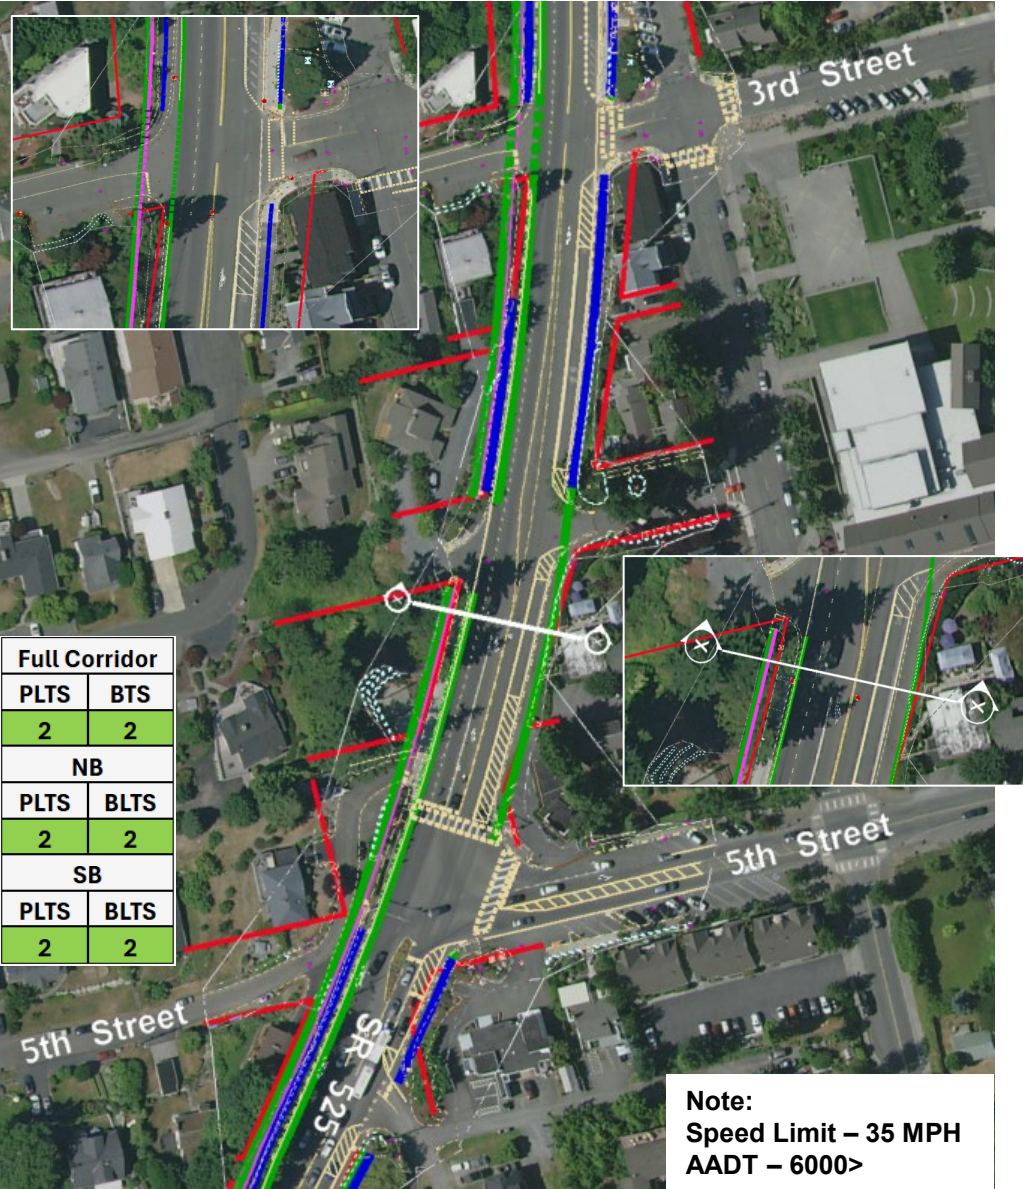 3rd Street
Full Corridor
PLTS BTS
2 2
NB
PLTS BLTS
2 2
SB
PLTS BLTS
2 2
5th Street
5th Street
SR 525
Note:
Speed Limit – 35 MPH
AADT – 6000>